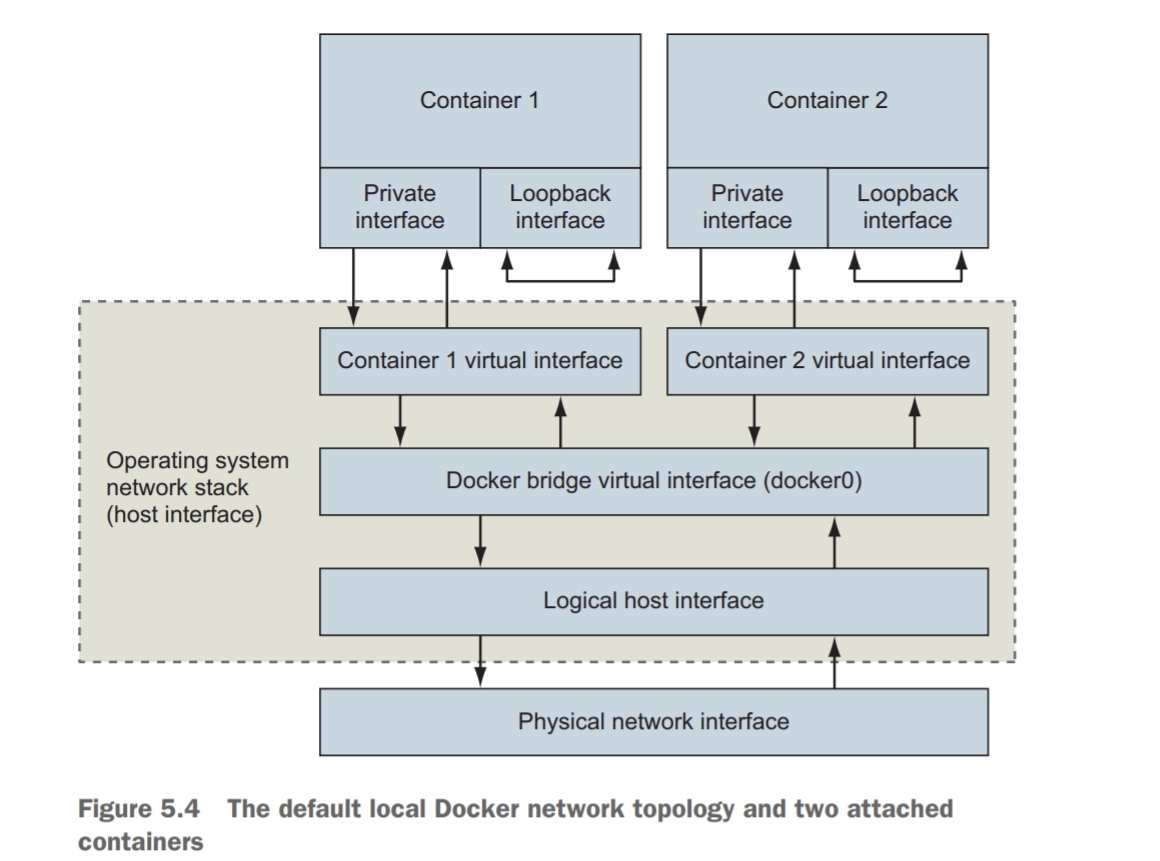 Container 1
Container 2
Private
interface
Loopback
interface
Private
interface
Loopback
interface
Container 1 virtual interface
Container 2 virtual interface
Operating system
network stack
(host interface)
Docker bridge virtual interface (docker0)
Logical host interface
Physical network interface
Figure 5.4 The default local Docker network topology and two attached
containers